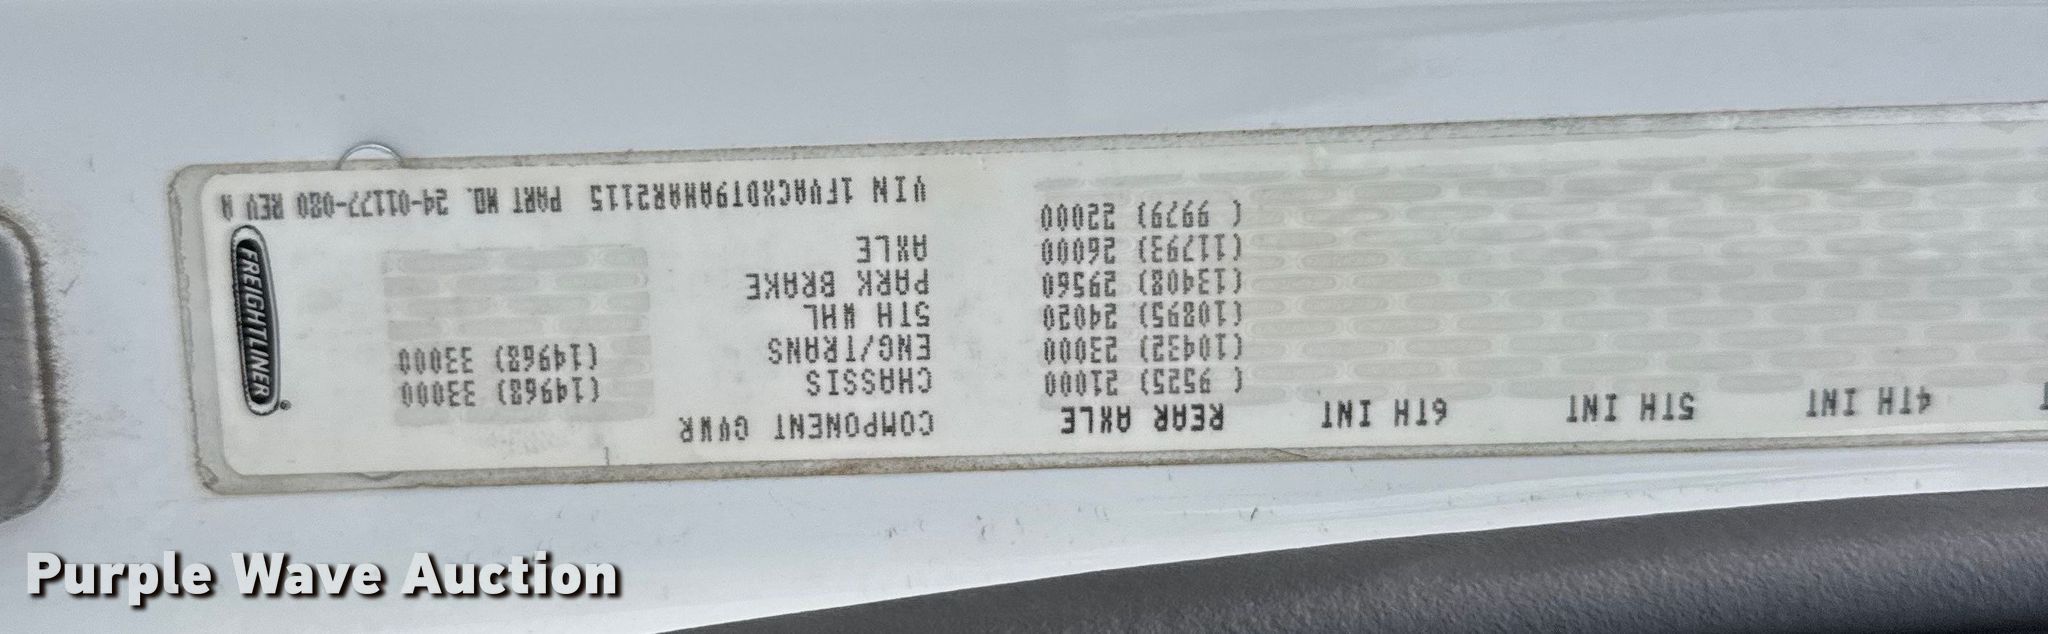 4TH INT 5TH INT 6TH INT REAR AXLE COMPONENT GVWR
( 9525) 21000 CHASSIS (14968) 33000
(10432) 23000 ENG/TRANS (14968) 33000
(10895) 24020 5TH WHL
(13408) 29560 PARK BRAKE
(11793) 26000 AXLE
( 9979) 22000
VIN 1FVACXDT9AHAR2115 PART NO. 24-01177-080 REV A
FREIGHTLINER
Purple Wave Auction